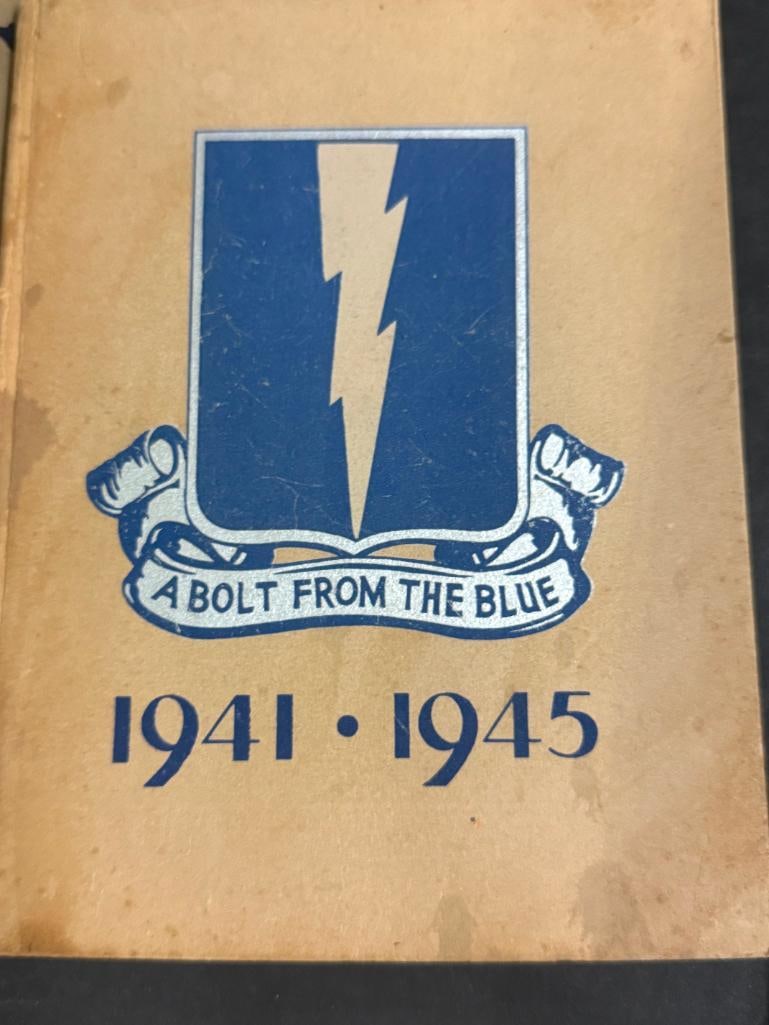 A BOLT FROM THE BLUE
1941 • 1945